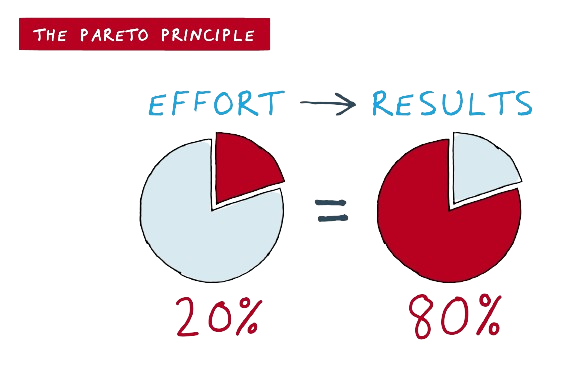 THE PARETO PRINCIPLE
EFFORT → RESULTS
=
20% 80%